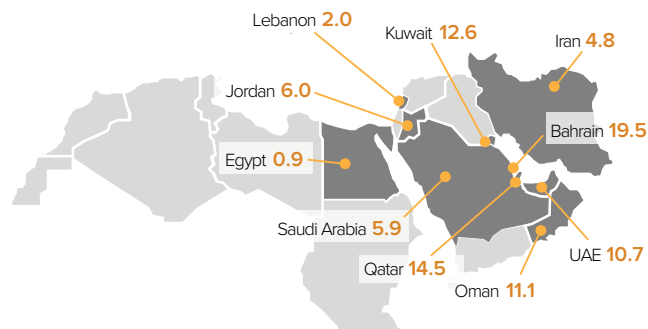 Lebanon 2.0
Kuwait 12.6
Iran 4.8
Jordan 6.0
Bahrain 19.5
Egypt 0.9
Saudi Arabia 5.9
UAE 10.7
Qatar 14.5
Oman 11.1